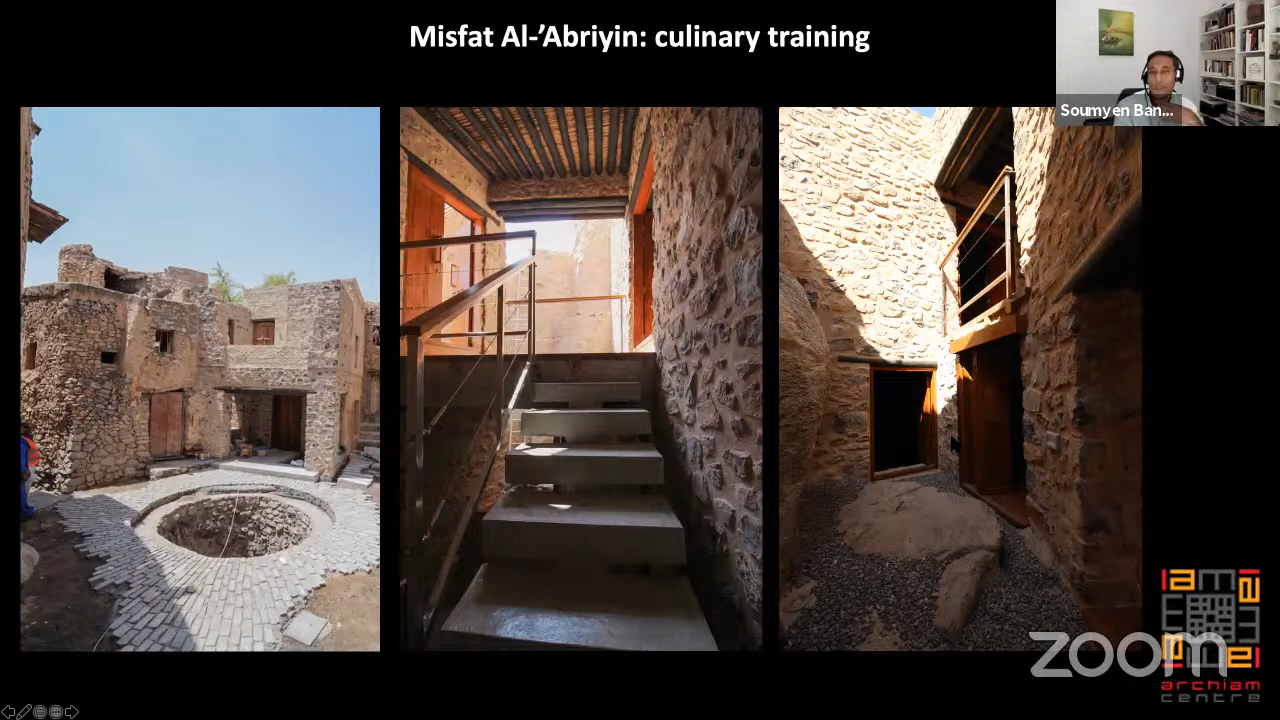 Misfat Al-’Abriyin: culinary training
Soumyen Ban...
zoom
archiam
centre